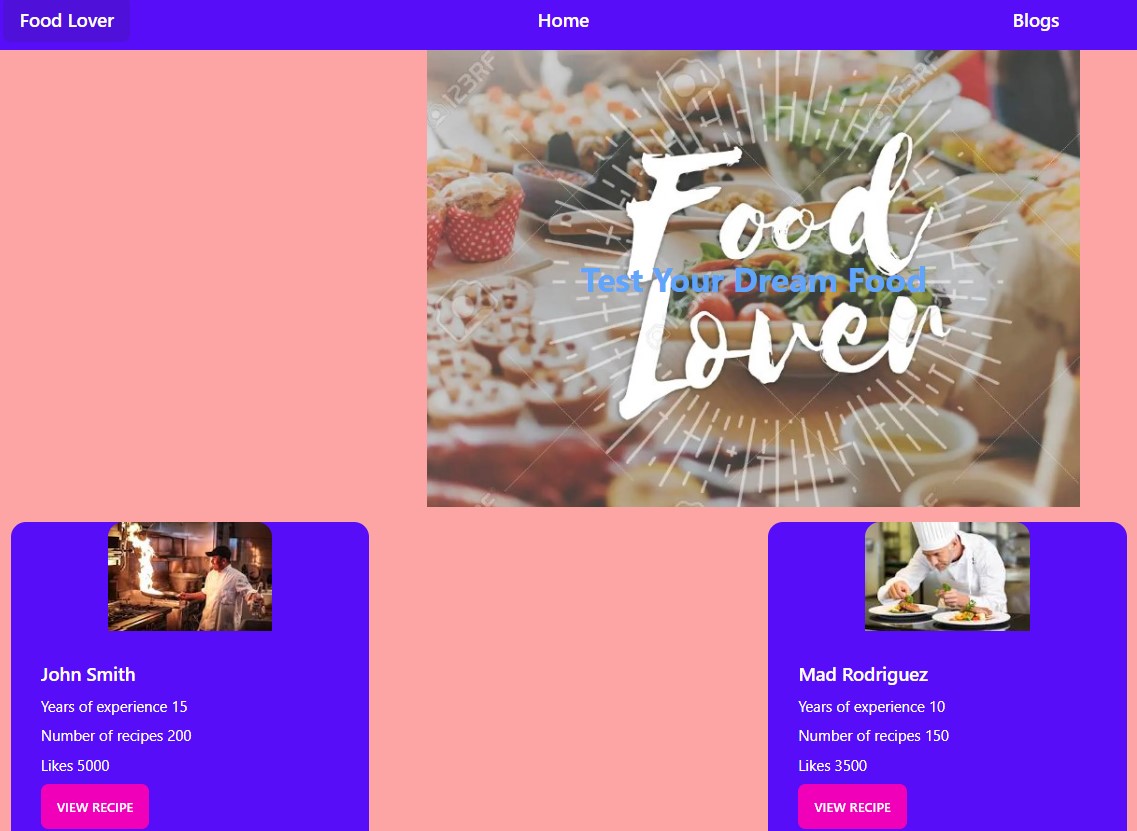 Food Lover
Home
Blogs
123RF
123RF
Food
Test Your Dream Food
Lover
John Smith
Years of experience 15
Number of recipes 200
Likes 5000
VIEW RECIPE
Mad Rodriguez
Years of experience 10
Number of recipes 150
Likes 3500
VIEW RECIPE